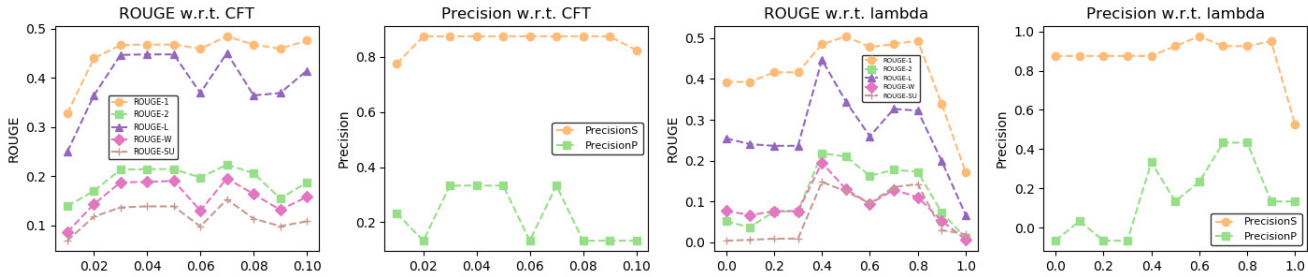 ROUGE w.r.t. CFT
ROUGE
0.5
0.4
0.3
0.2
0.1
ROUGE-1
ROUGE-2
ROUGE-L
ROUGE-W
ROUGE-SU
0.02 0.04 0.06 0.08 0.10
Precision w.r.t. CFT
Precision
0.8
0.6
0.4
0.2
PrecisionS
PrecisionP
0.02 0.04 0.06 0.08 0.10
ROUGE w.r.t. lambda
ROUGE
0.5
0.4
0.3
0.2
0.1
0.0
ROUGE-1
ROUGE-2
ROUGE-L
ROUGE-W
ROUGE-SU
0.0 0.2 0.4 0.6 0.8 1.0
Precision w.r.t. lambda
Precision
1.0
0.8
0.6
0.4
0.2
0.0
PrecisionS
PrecisionP
0.0 0.2 0.4 0.6 0.8 1.0